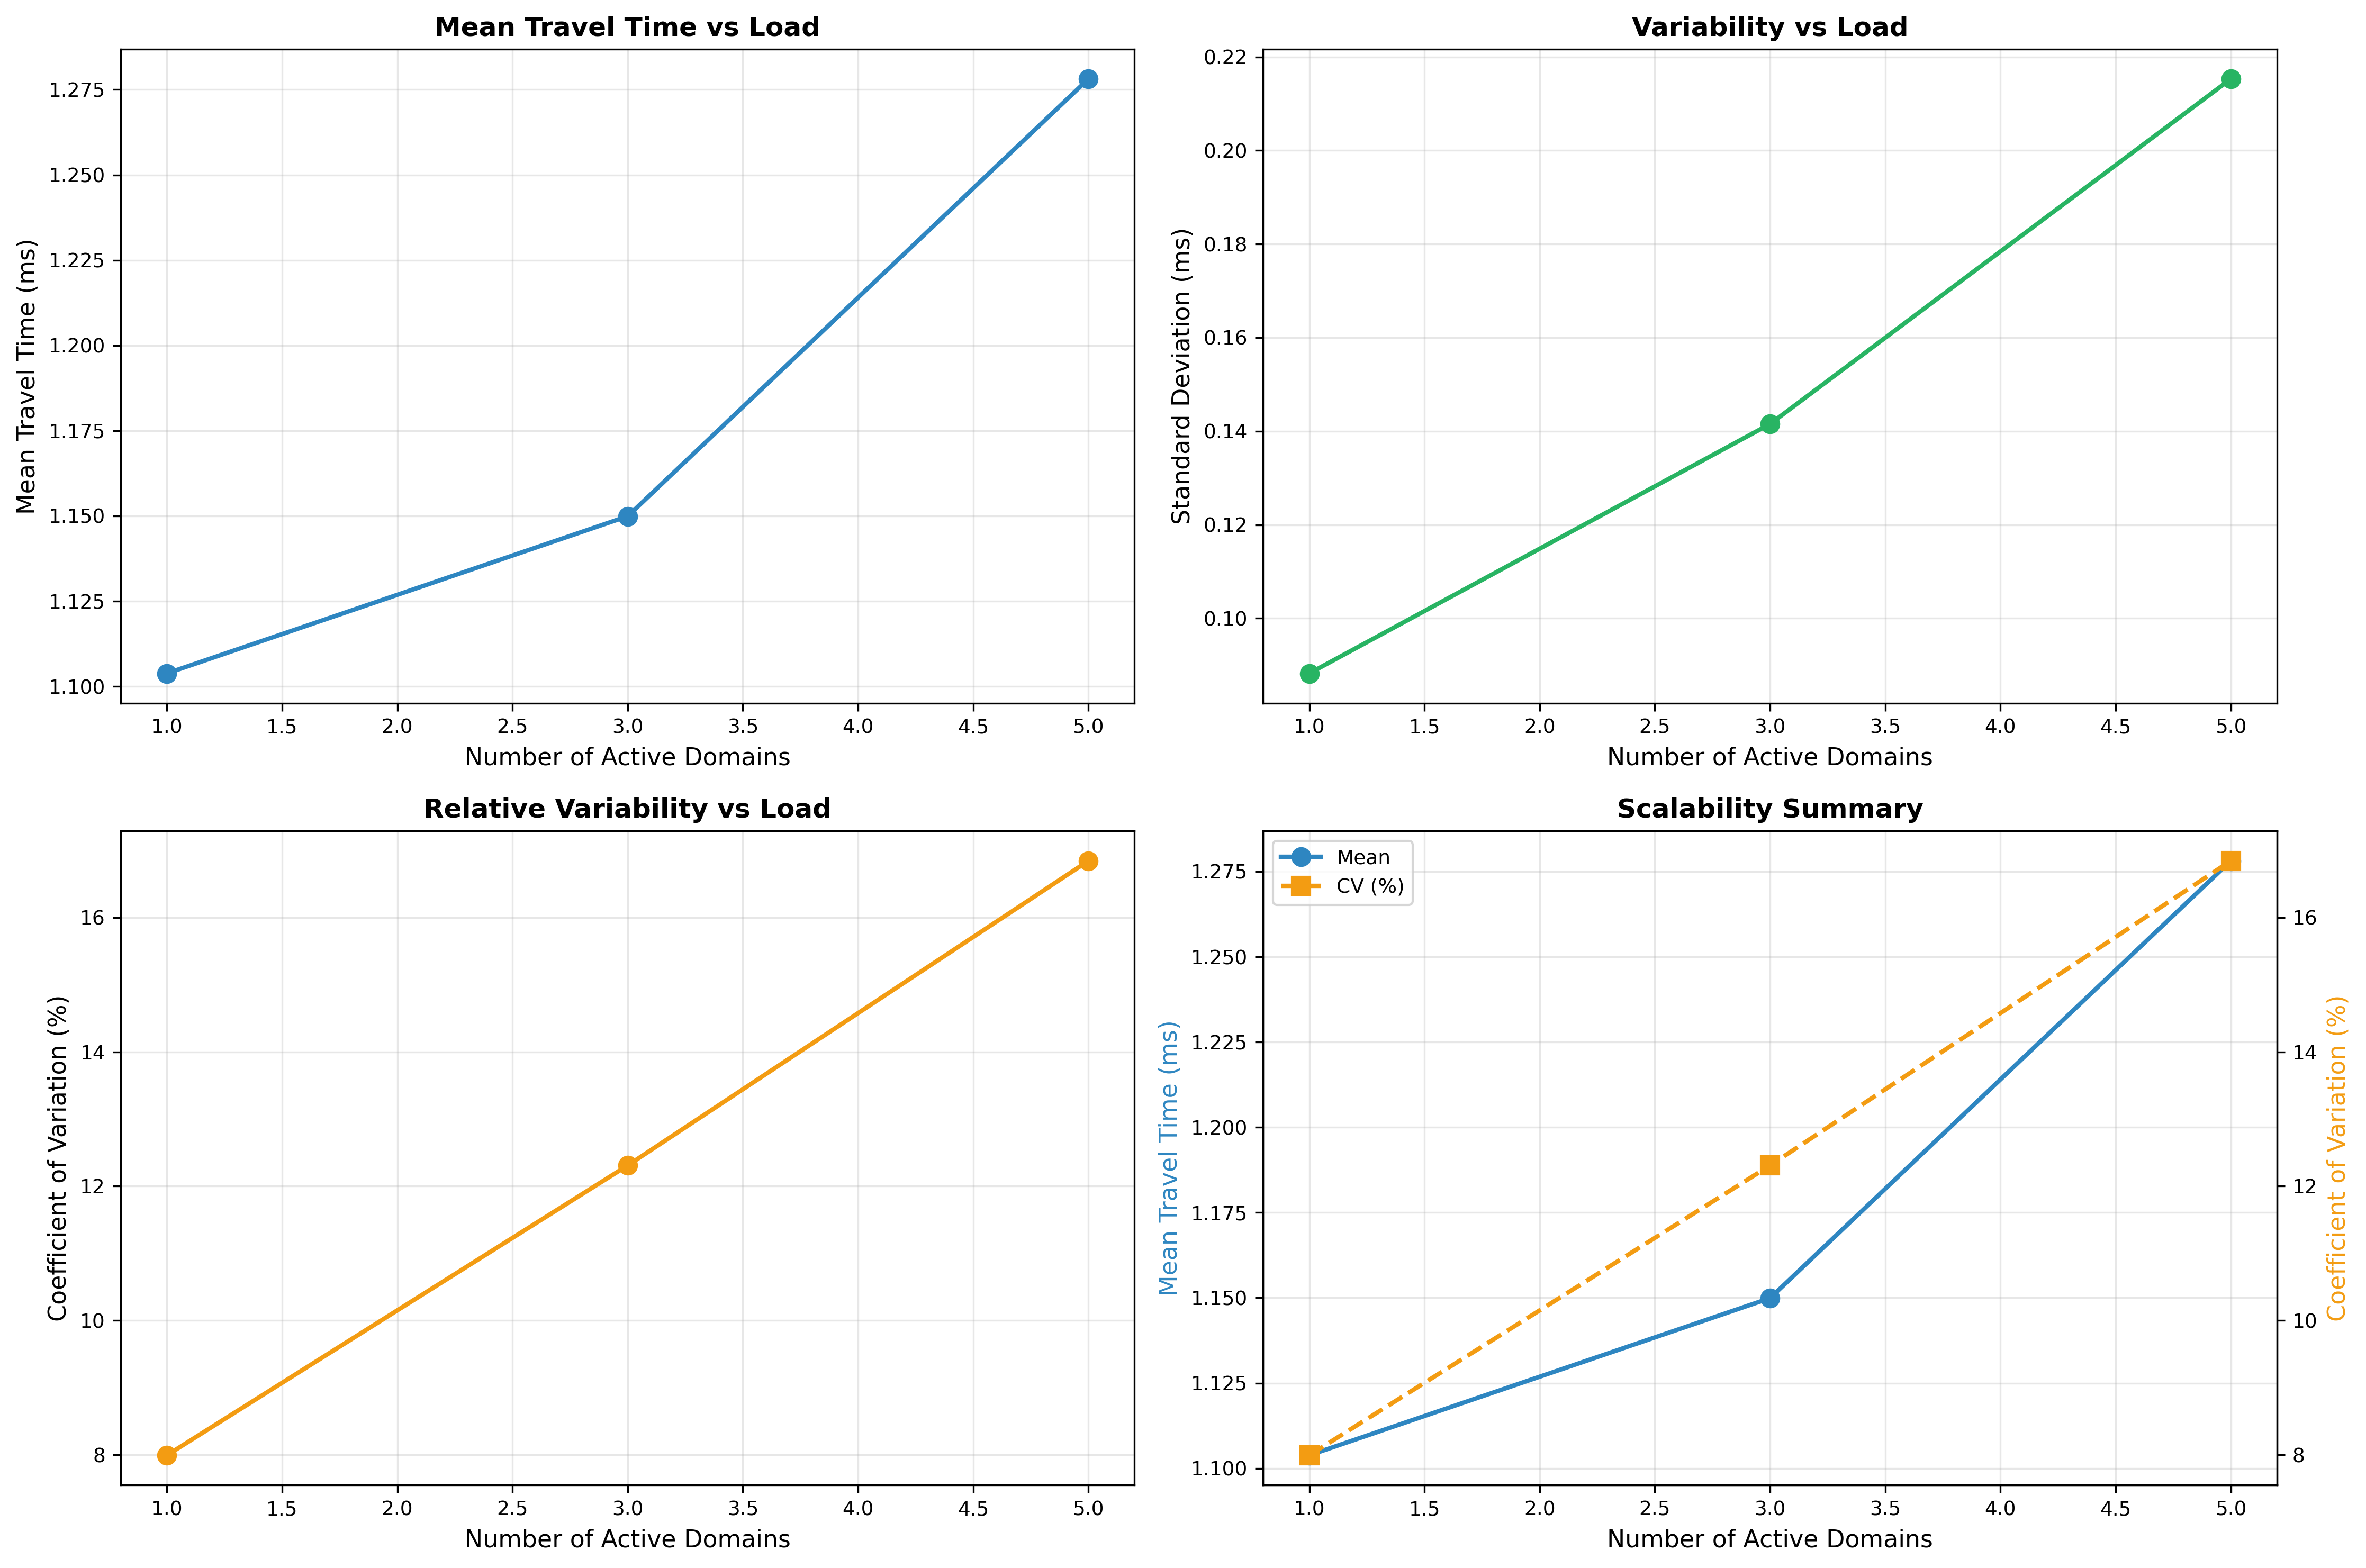 Mean Travel Time vs Load
Mean Travel Time (ms)
1.275
1.250
1.225
1.200
1.175
1.150
1.125
1.100
1.0 1.5 2.0 2.5 3.0 3.5 4.0 4.5 5.0
Number of Active Domains
Variability vs Load
Standard Deviation (ms)
0.22
0.20
0.18
0.16
0.14
0.12
0.10
1.0 1.5 2.0 2.5 3.0 3.5 4.0 4.5 5.0
Number of Active Domains
Relative Variability vs Load
Coefficient of Variation (%)
16
14
12
10
8
1.0 1.5 2.0 2.5 3.0 3.5 4.0 4.5 5.0
Number of Active Domains
Scalability Summary
Mean
CV (%)
Mean Travel Time (ms)
1.275
1.250
1.225
1.200
1.175
1.150
1.125
1.100
16
14
12
10
8
Coefficient of Variation (%)
1.0 1.5 2.0 2.5 3.0 3.5 4.0 4.5 5.0
Number of Active Domains